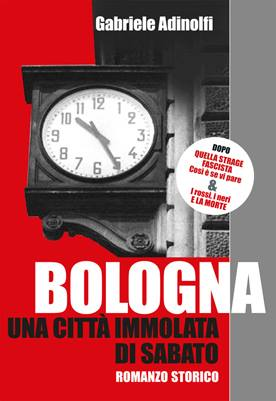 Gabriele Adinolfi
DOPO
QUELLA STRAGE
FASCISTA
Così è se vi pare
&
I rossi, i neri
E LA MORTE
BOLOGNA
UNA CITTÀ IMMOLATA
DI SABATO
ROMANZO STORICO